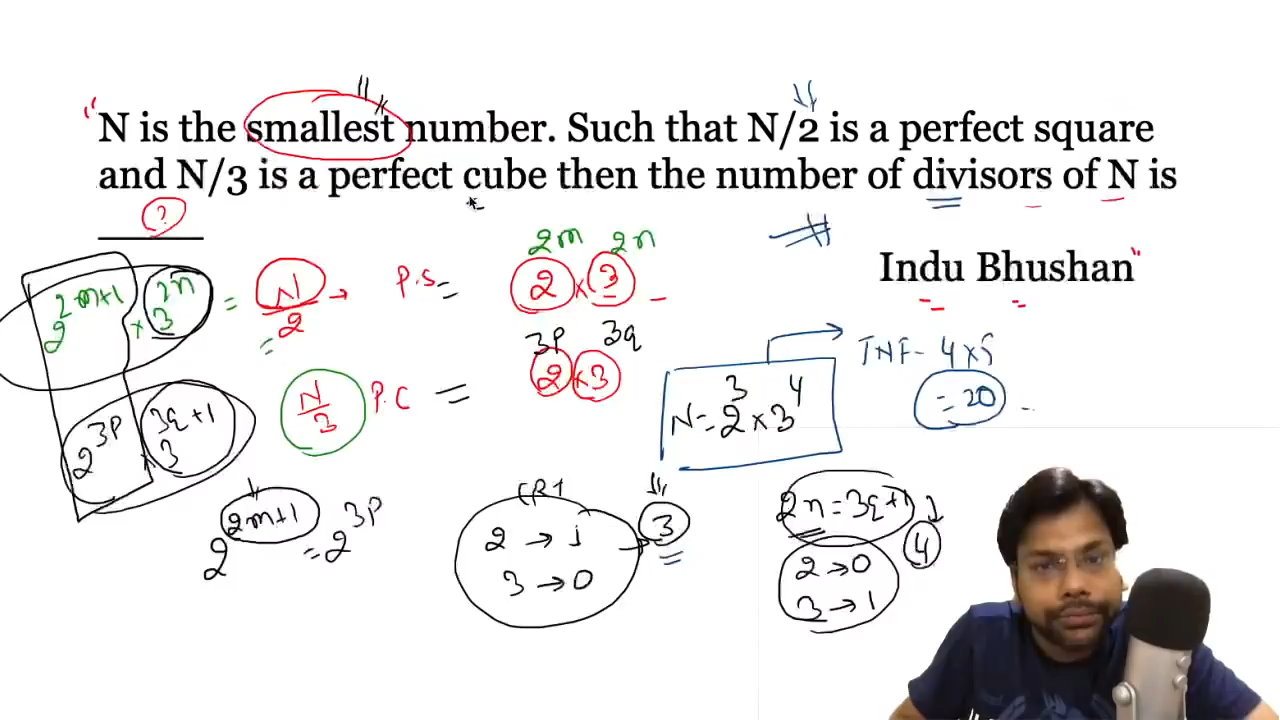 "N is the smallest number. Such that N/2 is a perfect square
and N/3 is a perfect cube then the number of divisors of N is
?
Indu Bhushan"
2^{2m+1} × 3^{2n} = N/2 → P.S = 2^{2m} × 3^{2n}
2^{3p} × 3^{3q+1} N/3 P.C = 2^{3p} × 3^{3q}
N = 2^3 × 3^4
TNF - 4×5
= 20
2^{2m+1} = 2^{3p}
CRT
2 → 1
3 → 0
3
2n = 3q+1
2 → 0
3 → 1
4